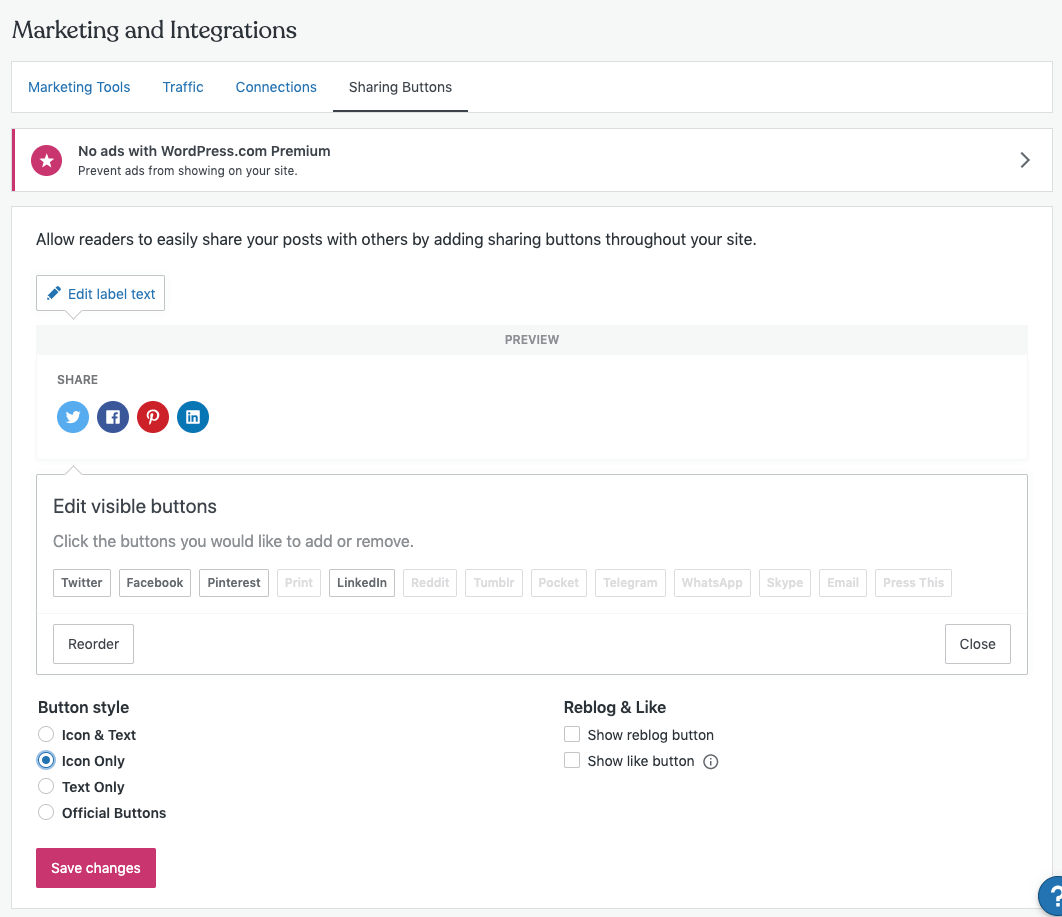 Marketing and Integrations
Marketing Tools Traffic Connections Sharing Buttons
No ads with WordPress.com Premium
Prevent ads from showing on your site.
Allow readers to easily share your posts with others by adding sharing buttons throughout your site.
Edit label text
PREVIEW
SHARE
Edit visible buttons
Click the buttons you would like to add or remove.
Twitter Facebook Pinterest Print LinkedIn Reddit Tumblr Pocket Telegram WhatsApp Skype Email Press This
Reorder Close
Button style Reblog & Like
Icon & Text Show reblog button
Icon Only Show like button
Text Only
Official Buttons
Save changes
?